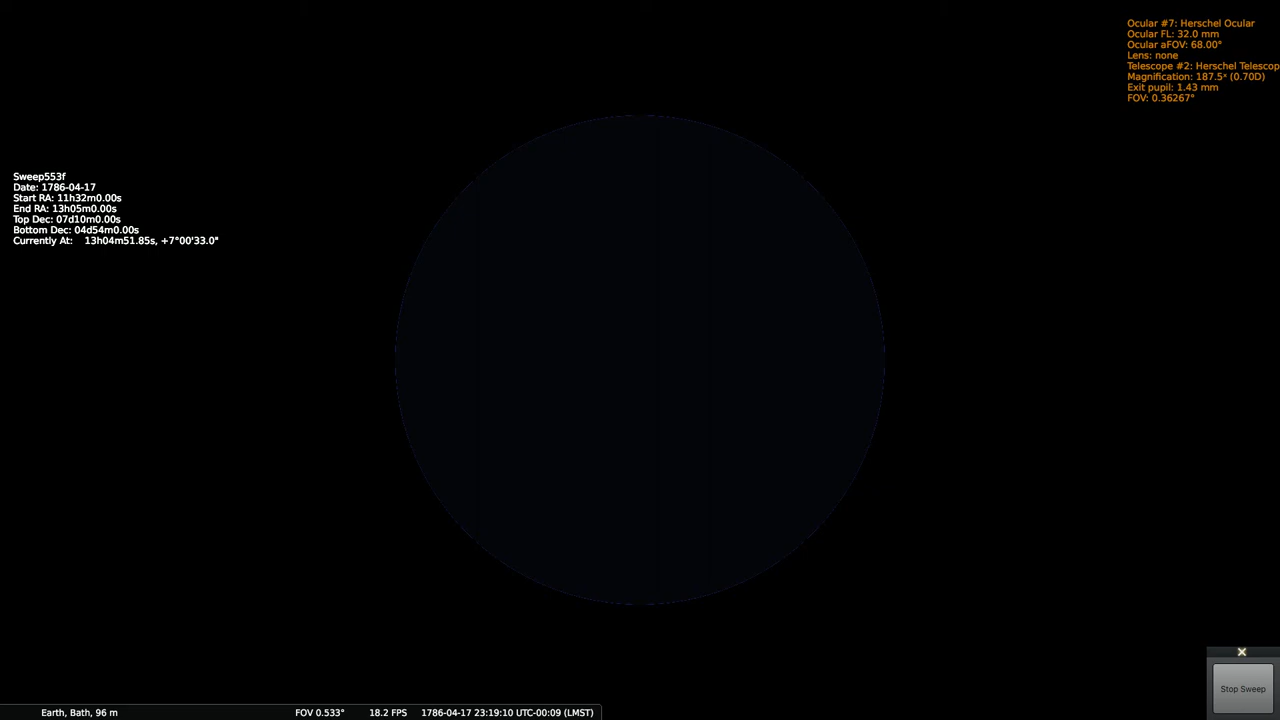 Ocular #7: Herschel Ocular
Ocular FL: 32.0 mm
Ocular aFOV: 68.00°
Lens: none
Telescope #2: Herschel Telescop
Magnification: 187.5ˣ (0.70D)
Exit pupil: 1.43 mm
FOV: 0.36267°
Sweep553f
Date: 1786-04-17
Start RA: 11h32m0.00s
End RA: 13h05m0.00s
Top Dec: 07d10m0.00s
Bottom Dec: 04d54m0.00s
Currently At: 13h04m51.85s, +7°00'33.0"
Stop Sweep
Earth, Bath, 96 m FOV 0.533° 18.2 FPS 1786-04-17 23:19:10 UTC-00:09 (LMST)